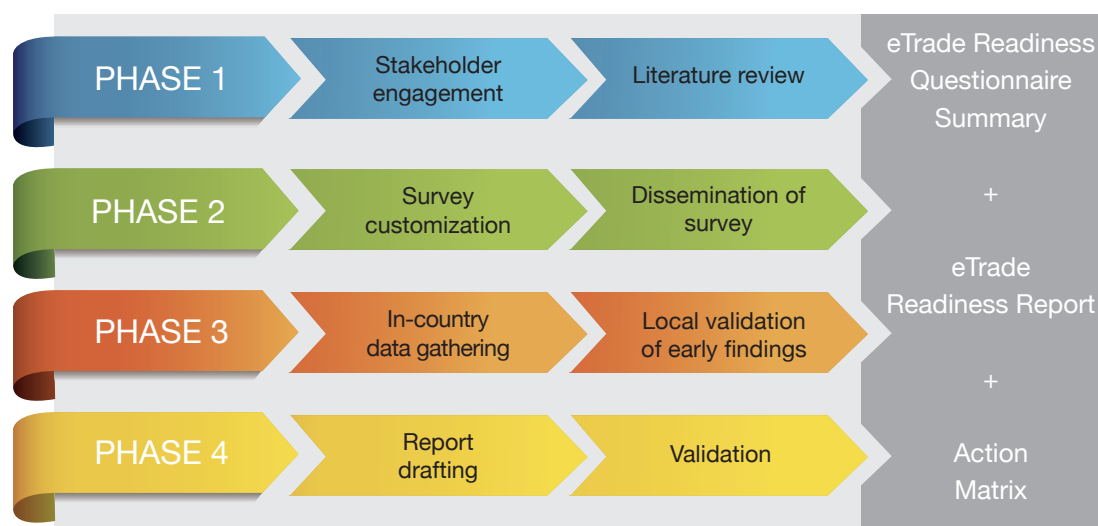 PHASE 1
Stakeholder
engagement
Literature review
PHASE 2
Survey
customization
Dissemination of
survey
PHASE 3
In-country
data gathering
Local validation
of early findings
PHASE 4
Report
drafting
Validation
eTrade Readiness
Questionnaire
Summary
+
eTrade
Readiness Report
+
Action
Matrix